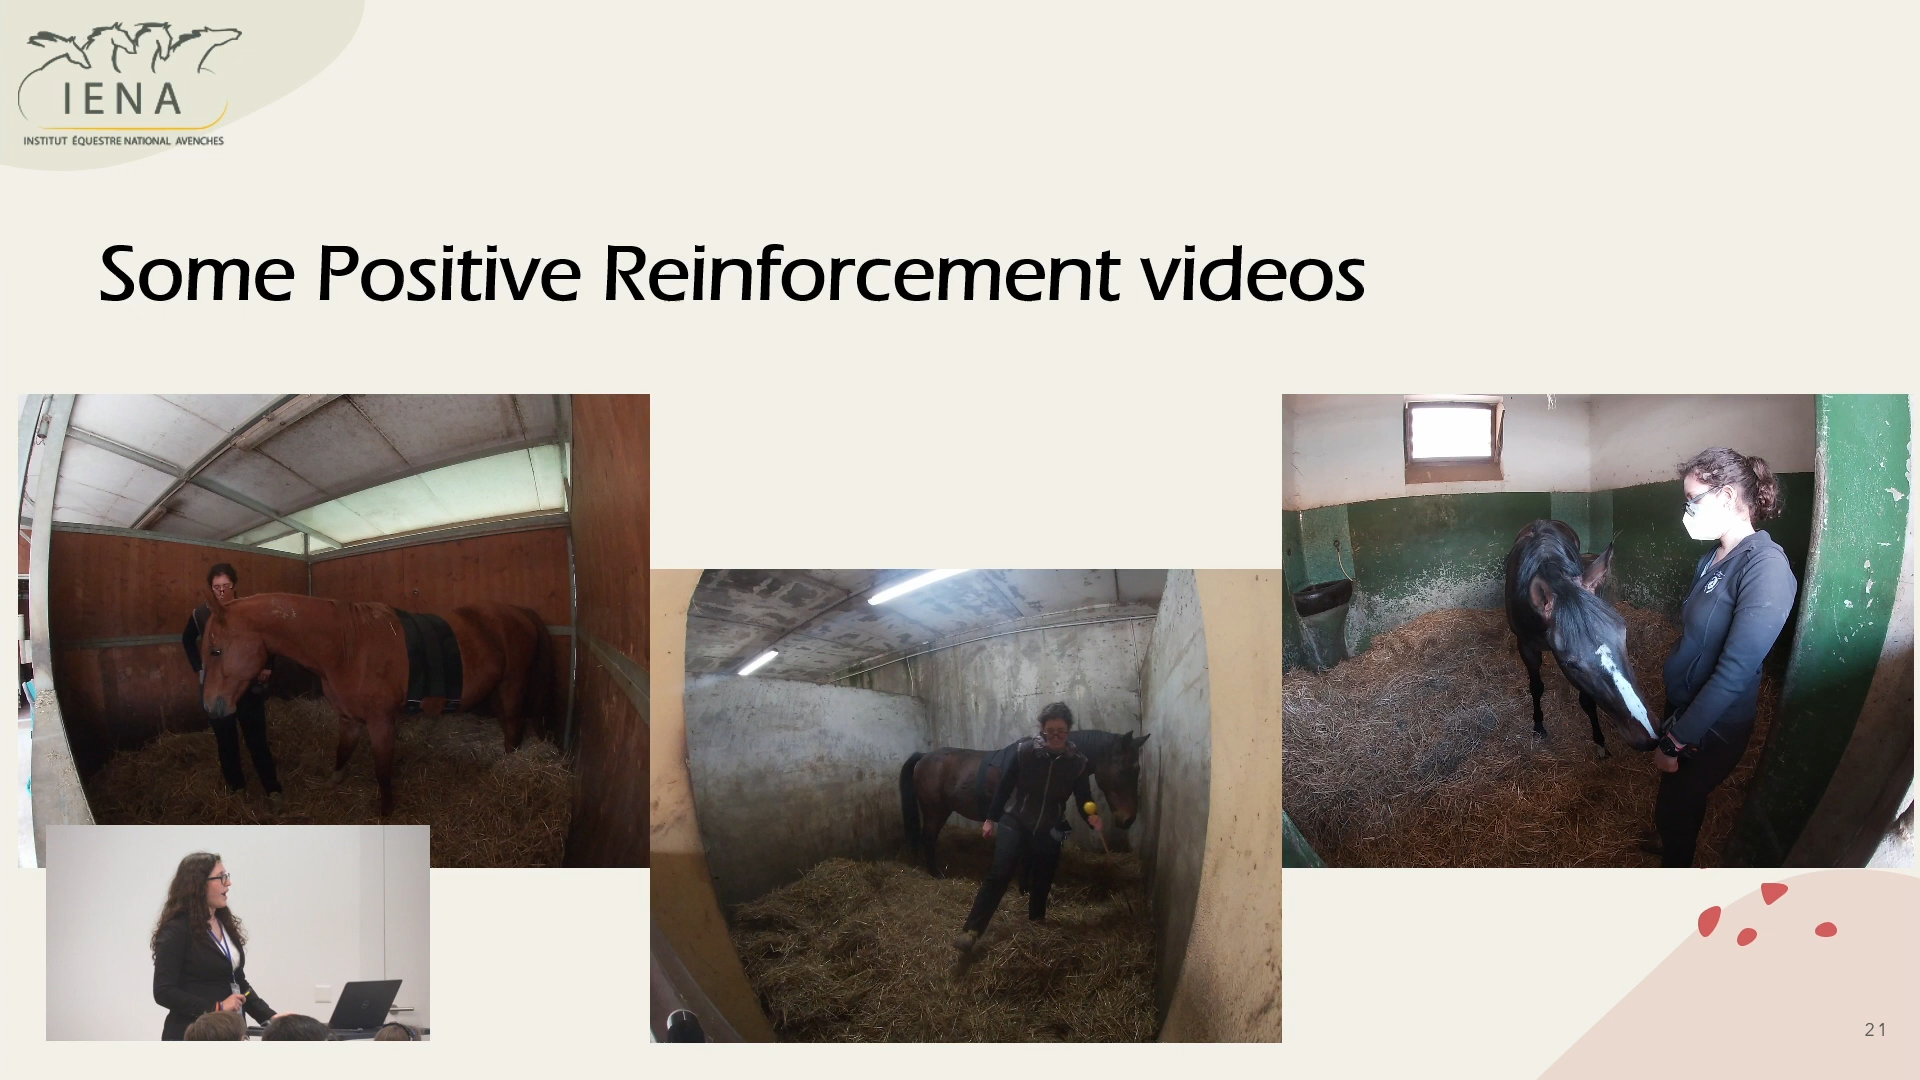 IENA
INSTITUT ÉQUESTRE NATIONAL AVENCHES
Some Positive Reinforcement videos
21